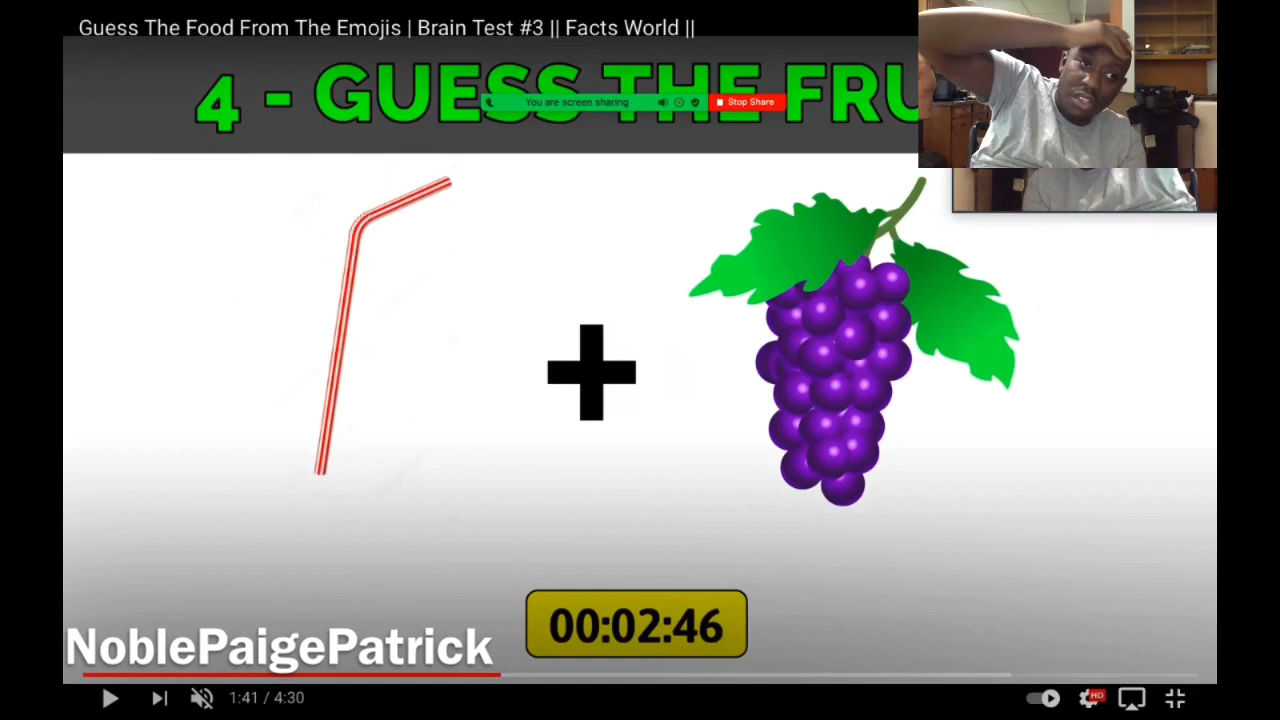 Guess The Food From The Emojis | Brain Test #3 || Facts World ||
4 - GUESS THE FRU
You are screen sharing
Stop Share
00:02:46
NoblePaigePatrick
1:41 / 4:30
HD